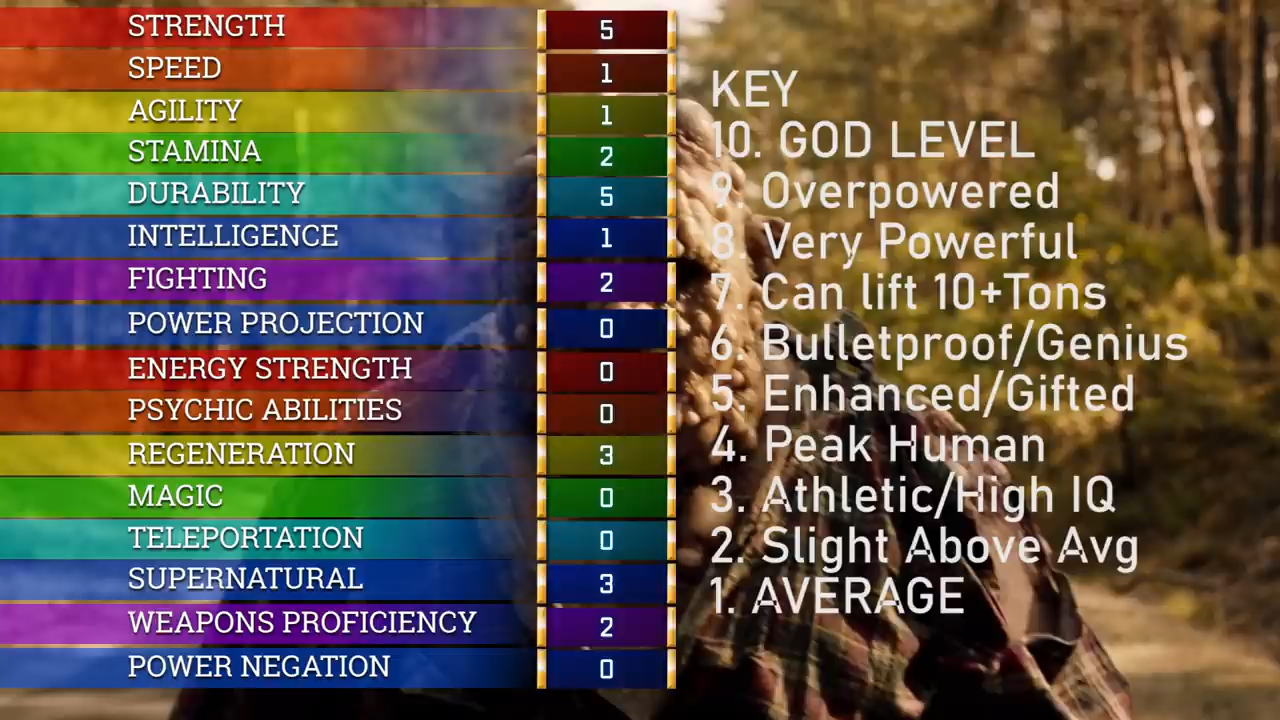 STRENGTH 5
SPEED 1
AGILITY 1
STAMINA 2
DURABILITY 5
INTELLIGENCE 1
FIGHTING 2
POWER PROJECTION 0
ENERGY STRENGTH 0
PSYCHIC ABILITIES 0
REGENERATION 3
MAGIC 0
TELEPORTATION 0
SUPERNATURAL 3
WEAPONS PROFICIENCY 2
POWER NEGATION 0
KEY
10. GOD LEVEL
9. Overpowered
8. Very Powerful
7. Can lift 10+Tons
6. Bulletproof/Genius
5. Enhanced/Gifted
4. Peak Human
3. Athletic/High IQ
2. Slight Above Avg
1. AVERAGE